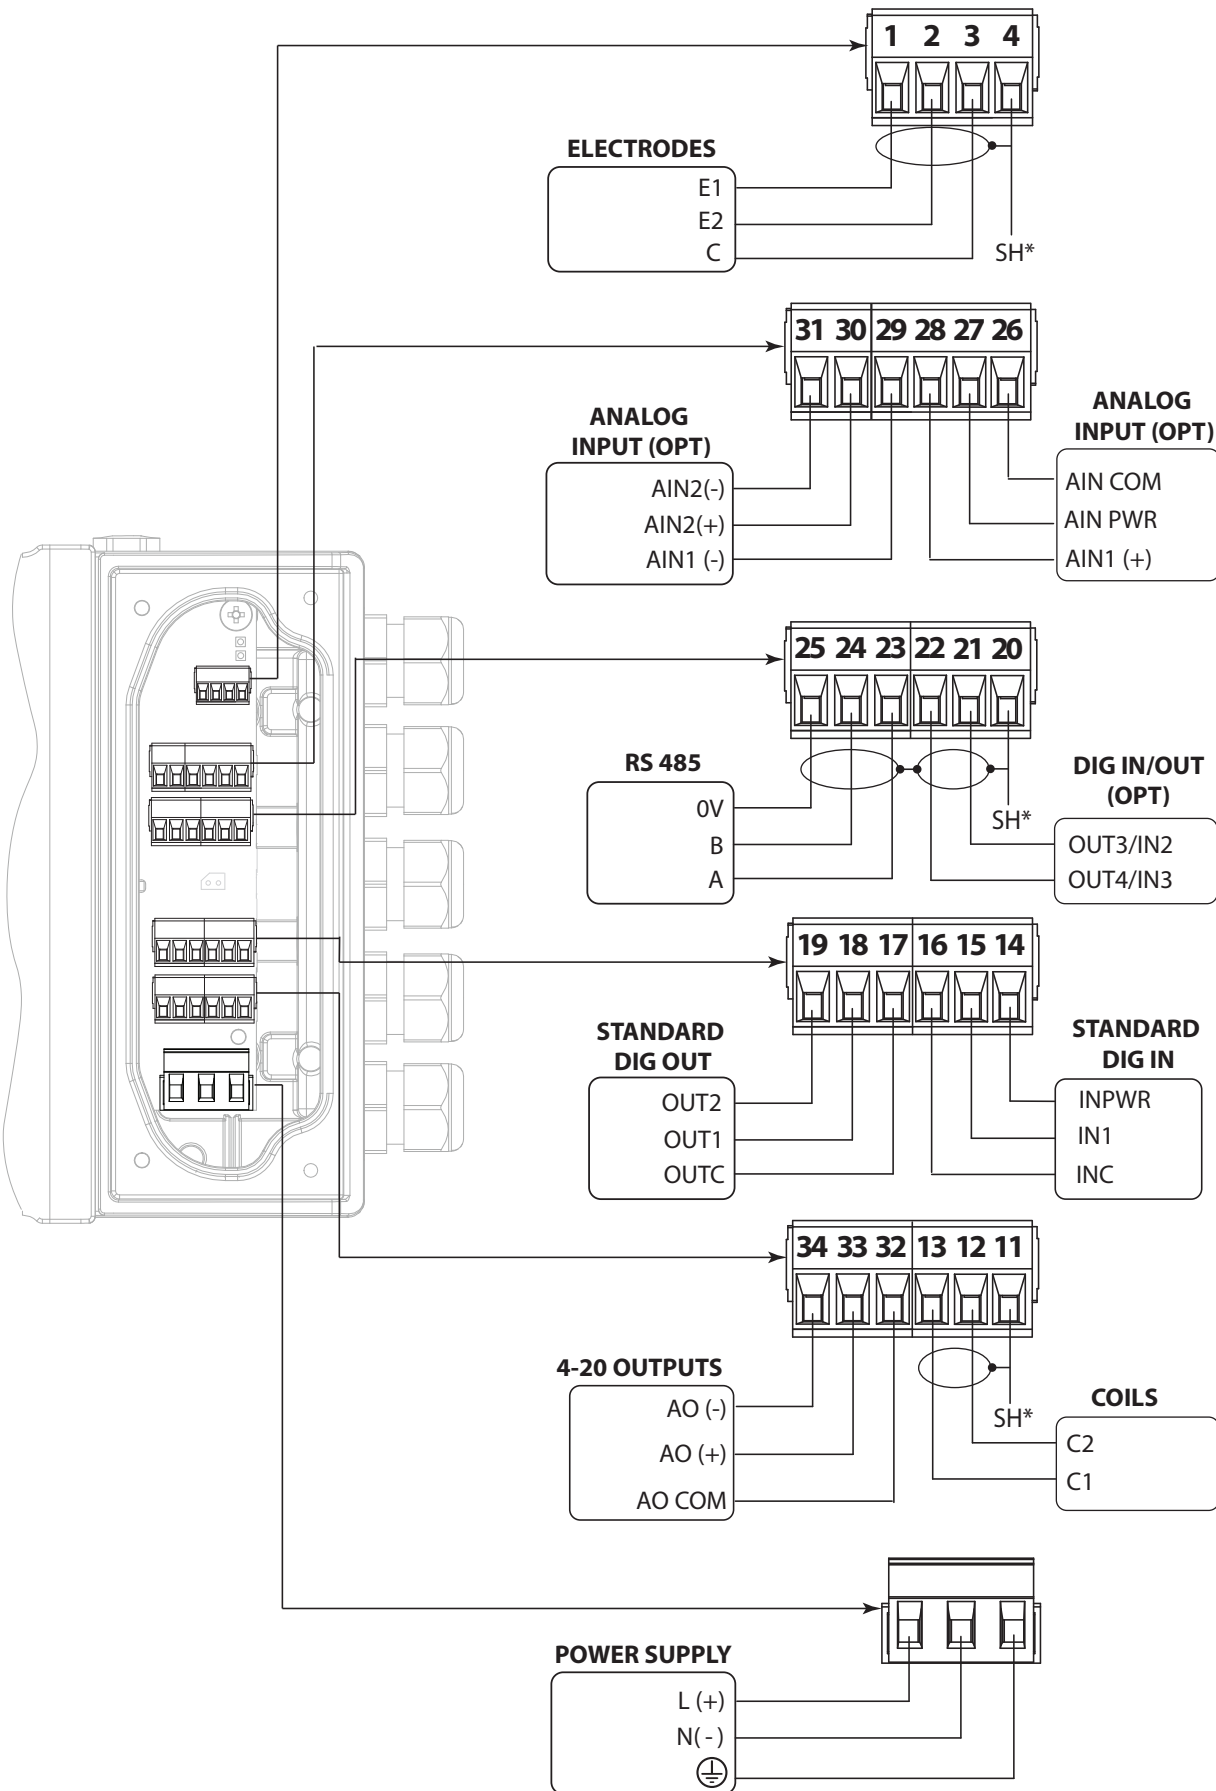 1 2 3 4
ELECTRODES
E1
E2
C
SH*
31 30 29 28 27 26
ANALOG
INPUT (OPT)
AIN2(-)
AIN2(+)
AIN1 (-)
ANALOG
INPUT (OPT)
AIN COM
AIN PWR
AIN1 (+)
25 24 23 22 21 20
RS 485
0V
B
A
SH*
DIG IN/OUT
(OPT)
OUT3/IN2
OUT4/IN3
19 18 17 16 15 14
STANDARD
DIG OUT
OUT2
OUT1
OUTC
STANDARD
DIG IN
INPWR
IN1
INC
34 33 32 13 12 11
4-20 OUTPUTS
AO (-)
AO (+)
AO COM
SH*
COILS
C2
C1
POWER SUPPLY
L (+)
N( - )